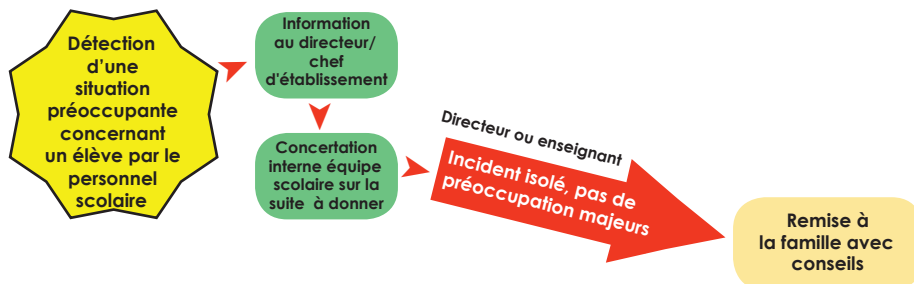 Détection
d'une
situation
préoccupante
concernant
un élève par le
personnel
scolaire
Information
au directeur/
chef
d'établissement
Concertation
interne équipe
scolaire sur la
suite à donner
Directeur ou enseignant
Incident isolé, pas de
préoccupation majeurs
Remise à
la famille avec
conseils